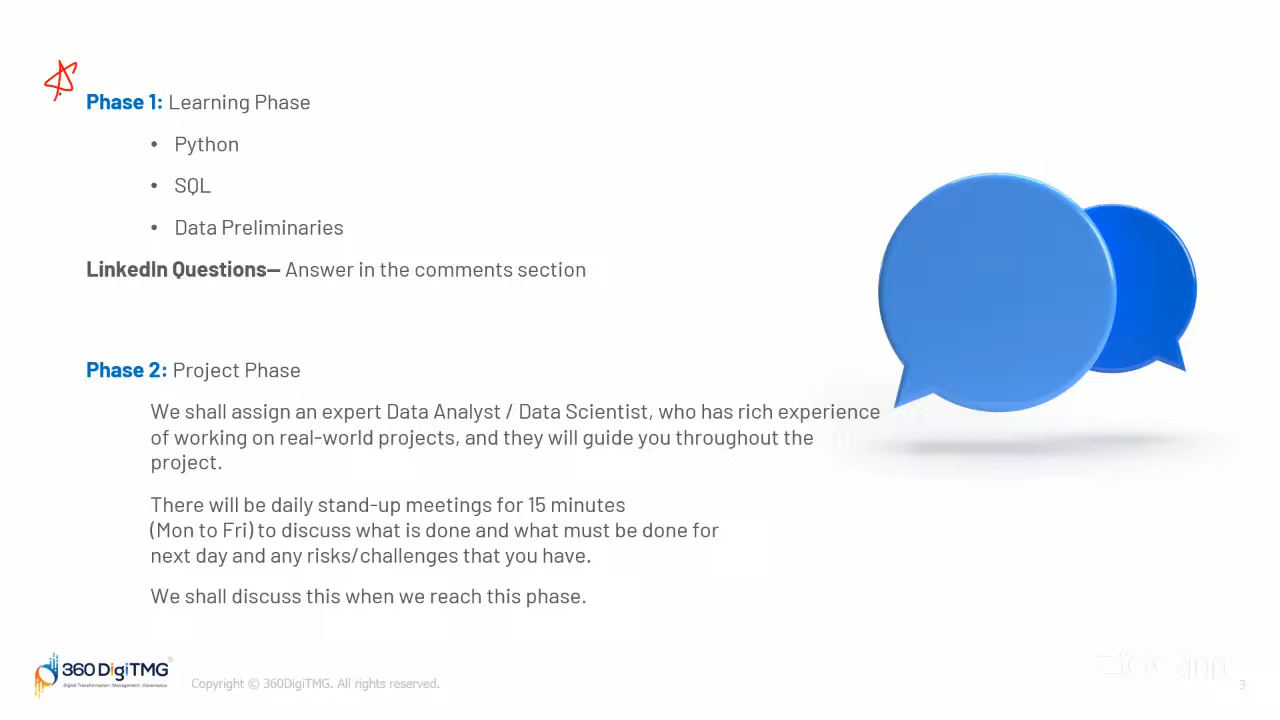 Phase 1: Learning Phase
• Python
• SQL
• Data Preliminaries
LinkedIn Questions– Answer in the comments section
Phase 2: Project Phase
We shall assign an expert Data Analyst / Data Scientist, who has rich experience
of working on real-world projects, and they will guide you throughout the
project.
There will be daily stand-up meetings for 15 minutes
(Mon to Fri) to discuss what is done and what must be done for
next day and any risks/challenges that you have.
We shall discuss this when we reach this phase.
360DigiTMG
Digital Transformation | Management | Governance
Copyright © 360DigiTMG. All rights reserved.
3